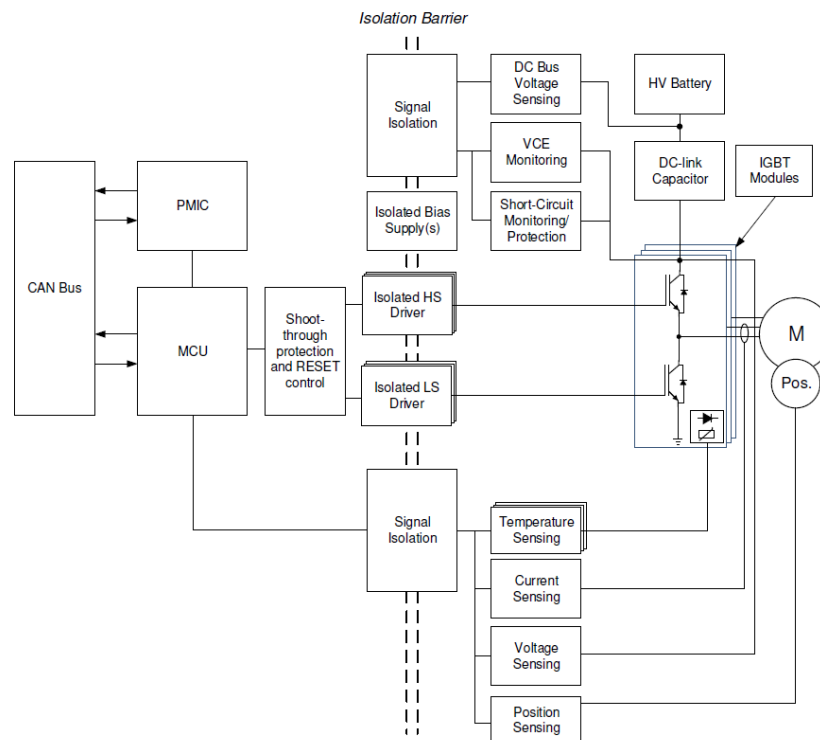 Isolation Barrier
Signal
Isolation
DC Bus
Voltage
Sensing
HV Battery
VCE
Monitoring
DC-link
Capacitor
IGBT
Modules
PMIC
Isolated Bias
Supply(s)
Short-Circuit
Monitoring/
Protection
CAN Bus
MCU
Shoot-
through
protection
and RESET
control
Isolated HS
Driver
Isolated LS
Driver
M
Pos.
Signal
Isolation
Temperature
Sensing
Current
Sensing
Voltage
Sensing
Position
Sensing